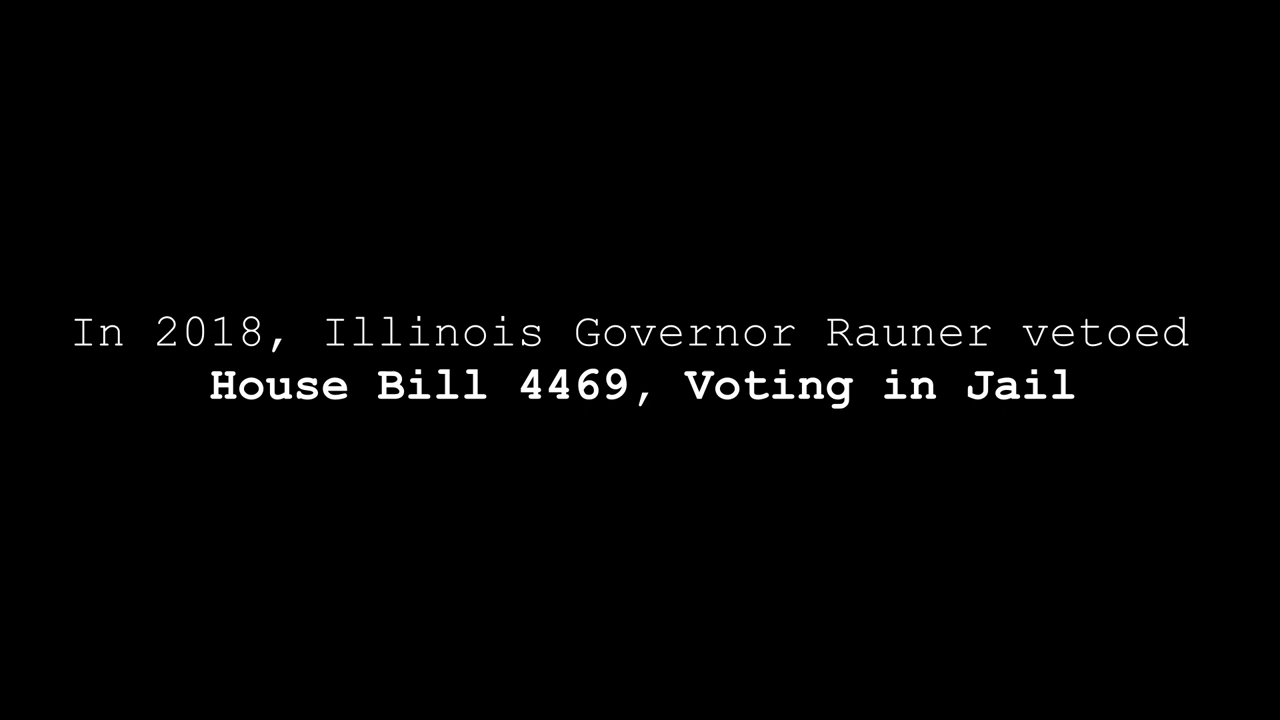 In 2018, Illinois Governor Rauner vetoed
House Bill 4469, Voting in Jail